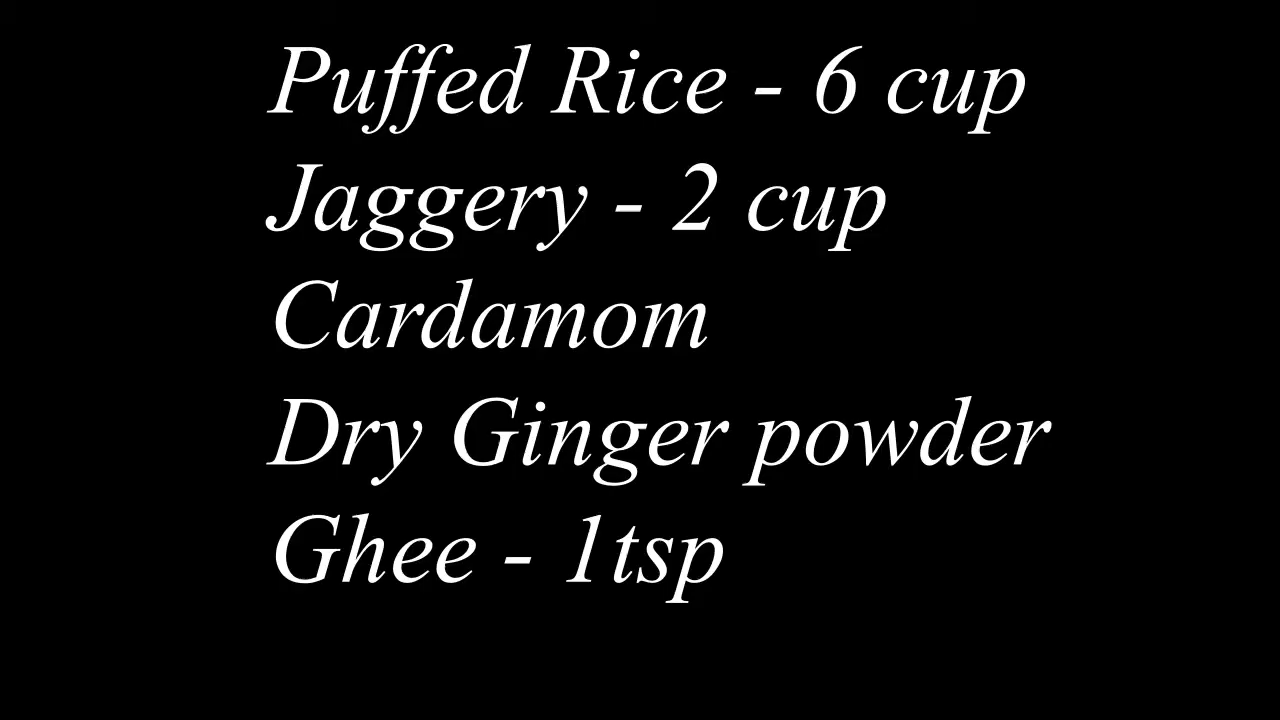 Puffed Rice - 6 cup
Jaggery - 2 cup
Cardamom
Dry Ginger powder
Ghee - 1tsp